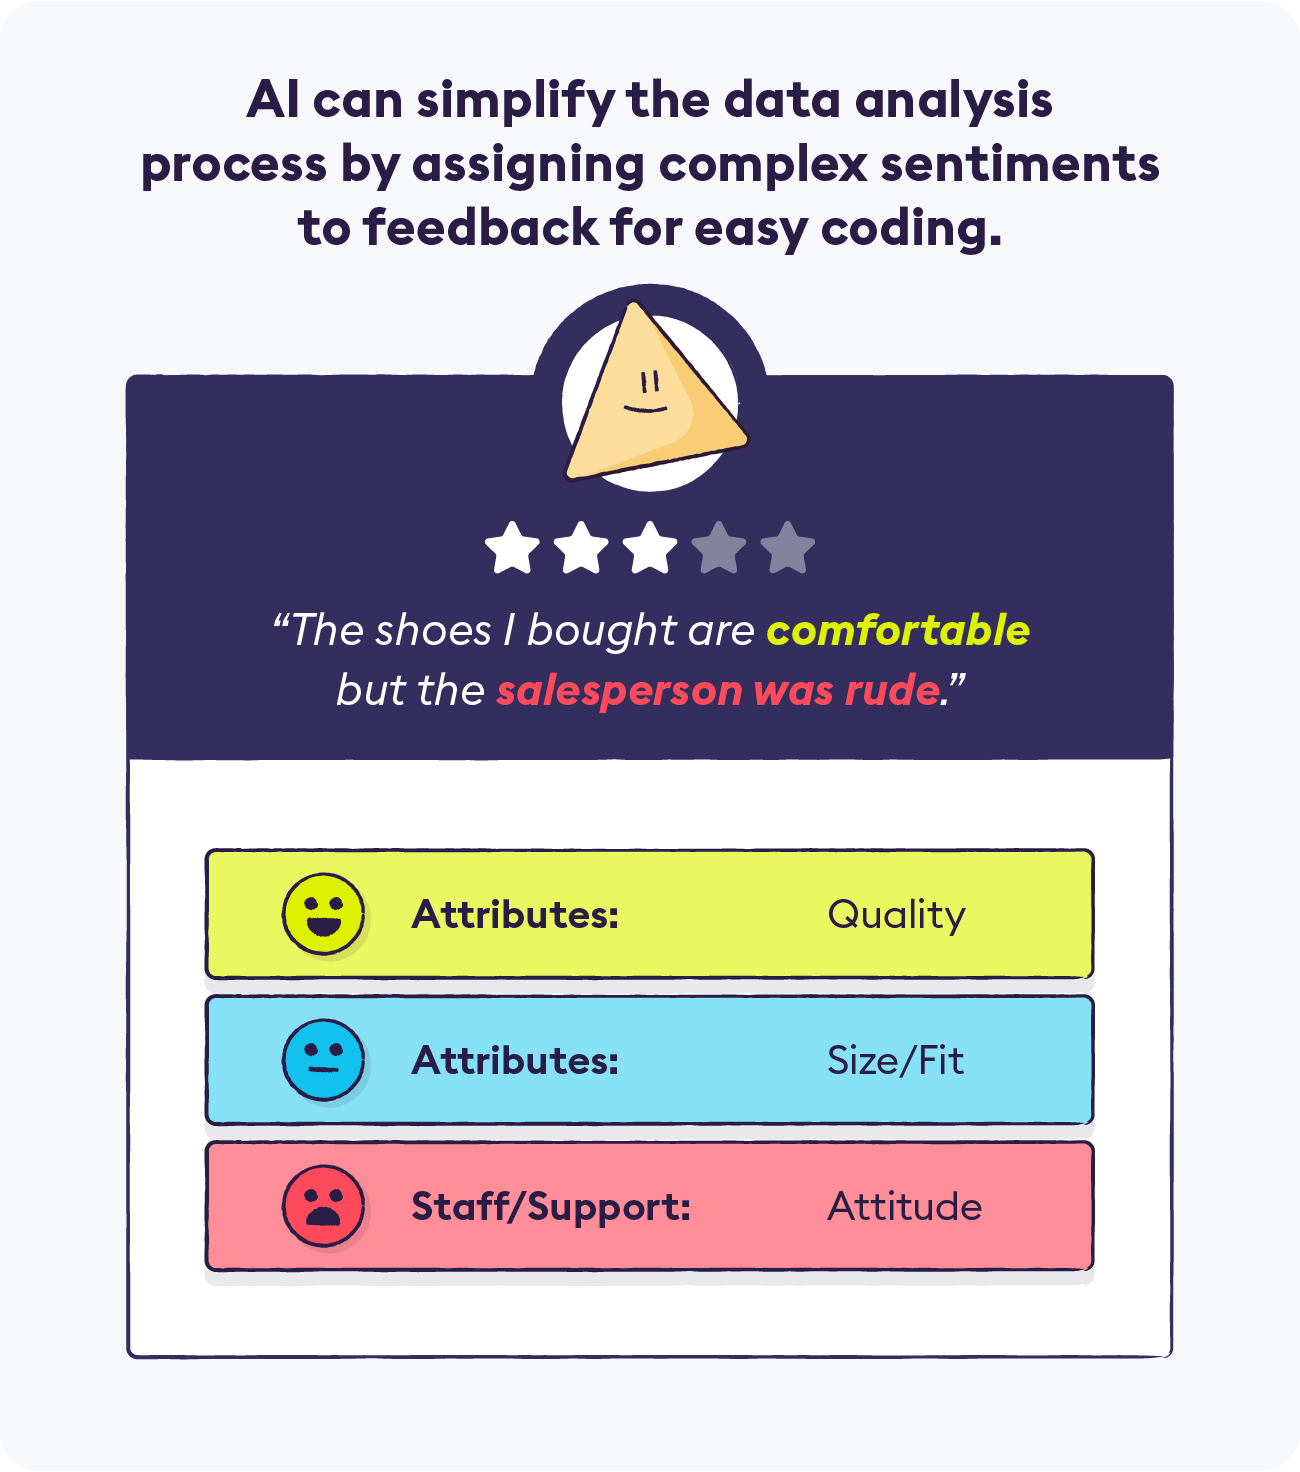 AI can simplify the data analysis
process by assigning complex sentiments
to feedback for easy coding.
“The shoes I bought are comfortable
but the salesperson was rude.”
Attributes: Quality
Attributes: Size/Fit
Staff/Support: Attitude